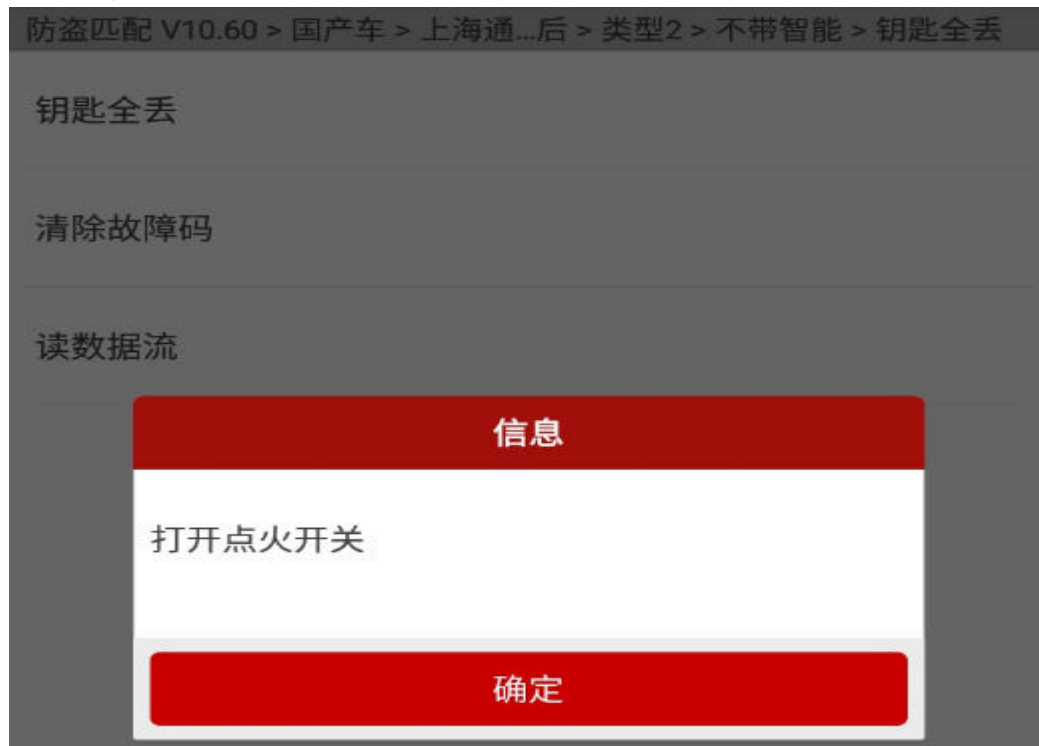 防盗匹配 V10.60 > 国产车 > 上海通...后 > 类型2 > 不带智能 > 钥匙全丢
钥匙全丢
清除故障码
读数据流
信息
打开点火开关
确定